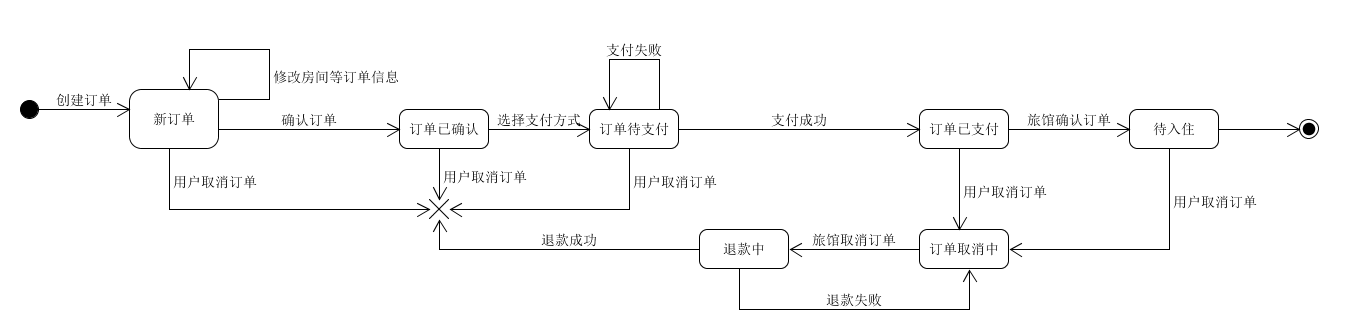 支付失败
修改房间等订单信息
创建订单
新订单
确认订单
订单已确认
选择支付方式
订单待支付
支付成功
订单已支付
旅馆确认订单
待入住
用户取消订单
用户取消订单
用户取消订单
用户取消订单
用户取消订单
退款成功
退款中
旅馆取消订单
订单取消中
退款失败